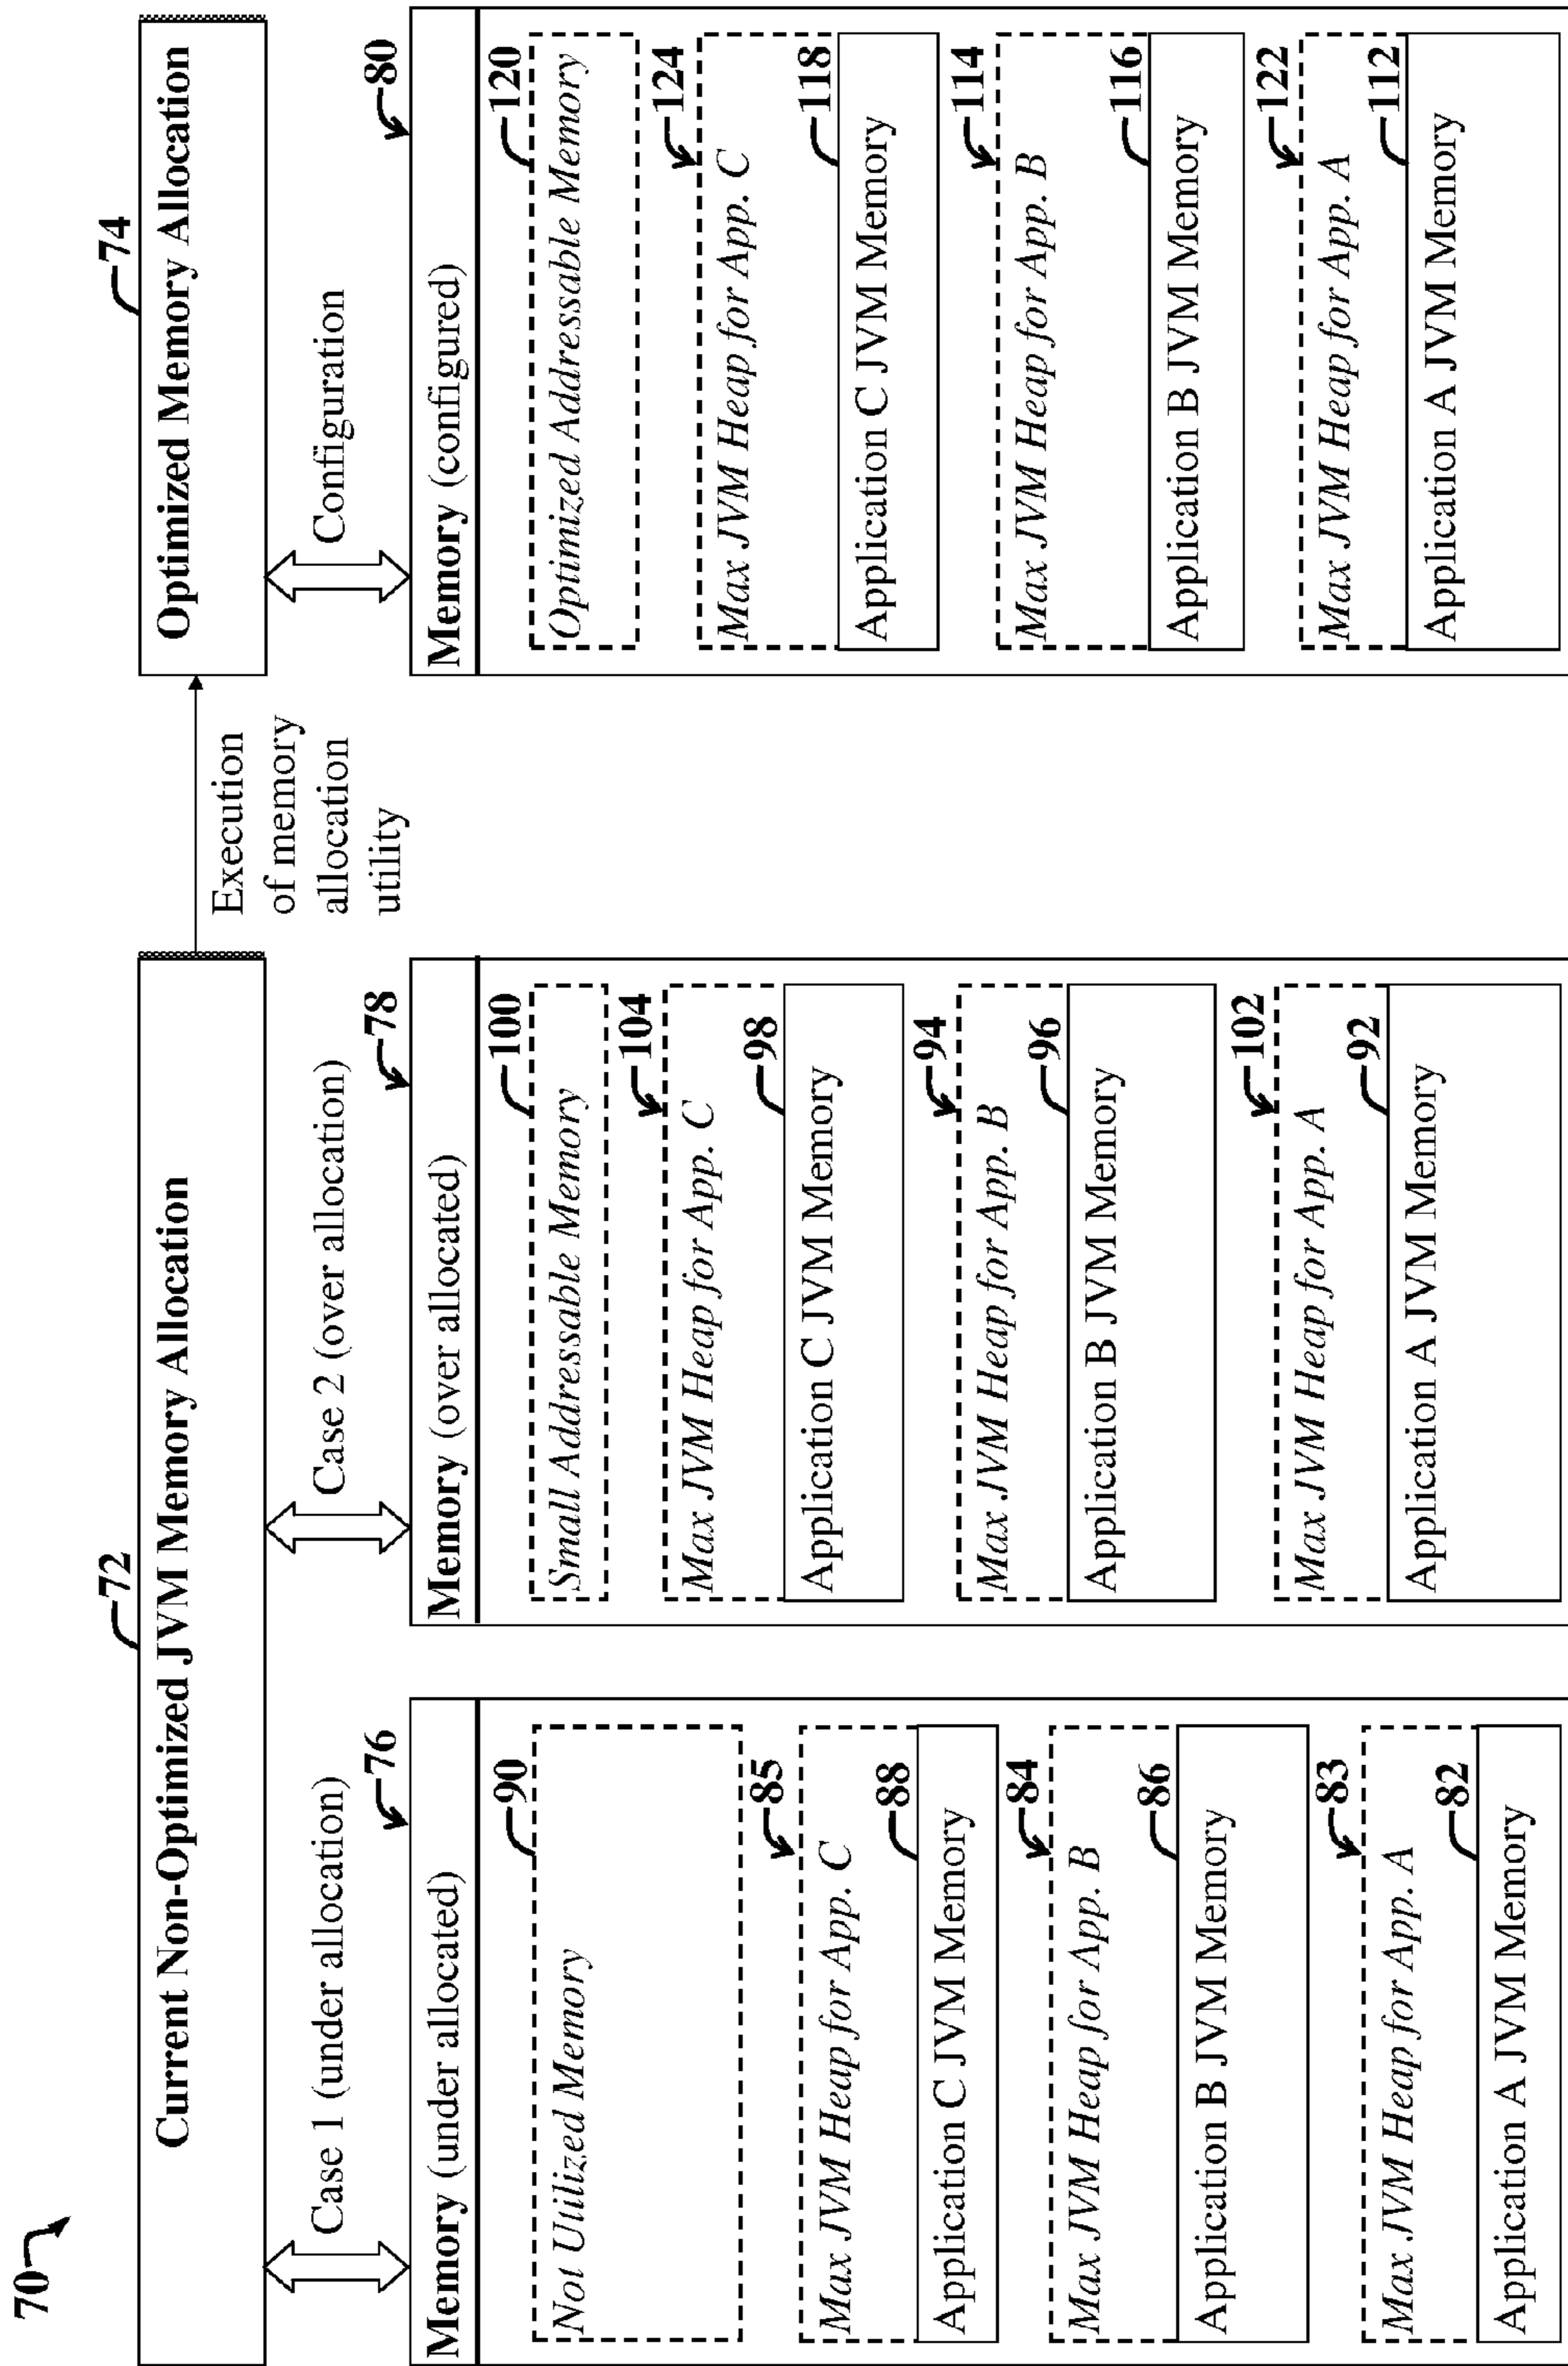 70
72
Current Non-Optimized JVM Memory Allocation
Case 1 (under allocation)
76
Memory (under allocated)
90
Not Utilized Memory
85
Max JVM Heap for App. C
88
Application C JVM Memory
84
Max JVM Heap for App. B
86
Application B JVM Memory
83
Max JVM Heap for App. A
82
Application A JVM Memory
Case 2 (over allocation)
78
Memory (over allocated)
100
Small Addressable Memory
104
Max JVM Heap for App. C
98
Application C JVM Memory
94
Max JVM Heap for App. B
96
Application B JVM Memory
102
Max JVM Heap for App. A
92
Application A JVM Memory
Execution
of memory
allocation
utility
74
Optimized Memory Allocation
Configuration
80
Memory (configured)
120
Optimized Addressable Memory
124
Max JVM Heap for App. C
118
Application C JVM Memory
114
Max JVM Heap for App. B
116
Application B JVM Memory
122
Max JVM Heap for App. A
112
Application A JVM Memory